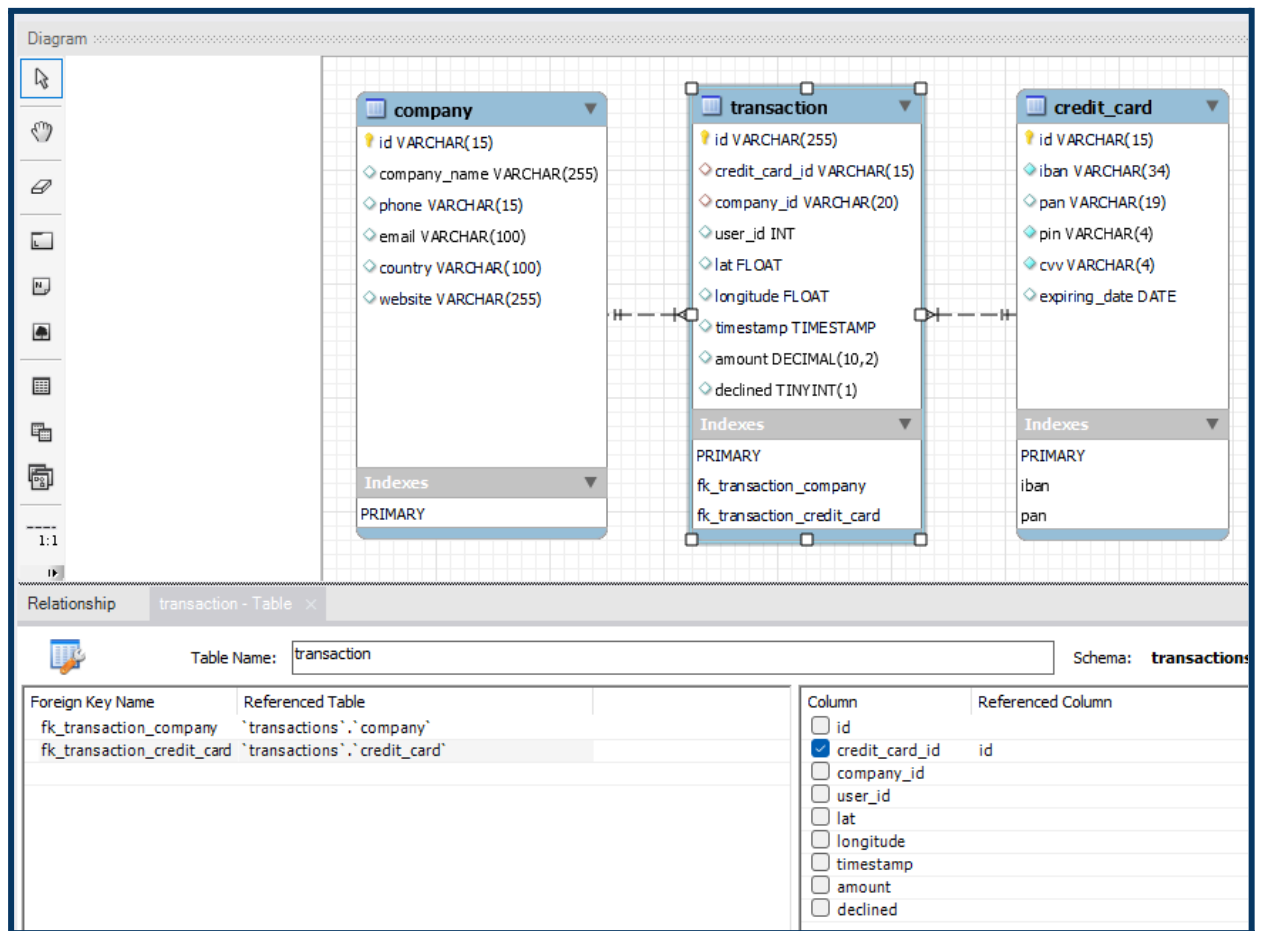 Diagram
company
id VARCHAR(15)
company_name VARCHAR(255)
phone VARCHAR(15)
email VARCHAR(100)
country VARCHAR(100)
website VARCHAR(255)
Indexes
PRIMARY
transaction
id VARCHAR(255)
credit_card_id VARCHAR(15)
company_id VARCHAR(20)
user_id INT
lat FLOAT
longitude FLOAT
timestamp TIMESTAMP
amount DECIMAL(10,2)
declined TINYINT(1)
Indexes
PRIMARY
fk_transaction_company
fk_transaction_credit_card
credit_card
id VARCHAR(15)
iban VARCHAR(34)
pan VARCHAR(19)
pin VARCHAR(4)
cvv VARCHAR(4)
expiring_date DATE
Indexes
PRIMARY
iban
pan
1:1
Relationship transaction - Table
Table Name: transaction Schema: transactions
Foreign Key Name Referenced Table
fk_transaction_company `transactions`.`company`
fk_transaction_credit_card `transactions`.`credit_card`
Column Referenced Column
id
credit_card_id id
company_id
user_id
lat
longitude
timestamp
amount
declined